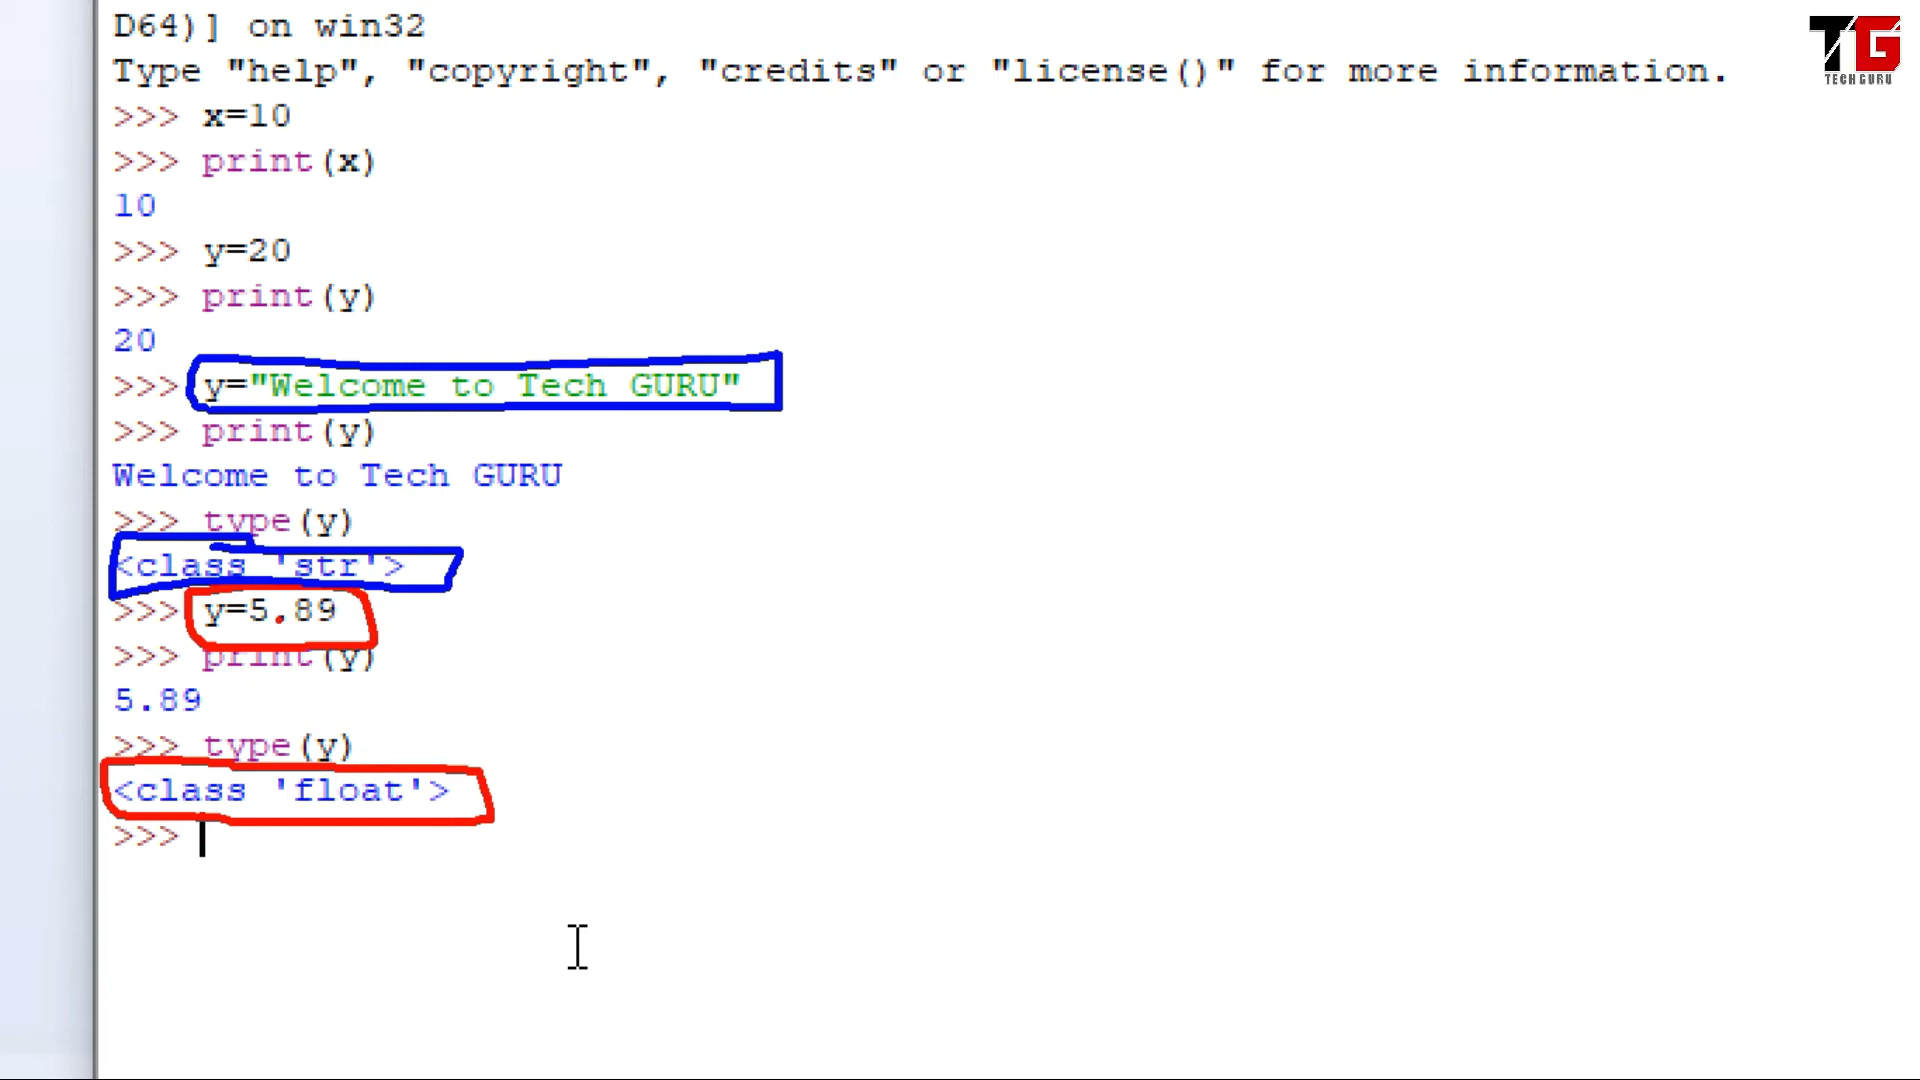 D64)] on win32
Type "help", "copyright", "credits" or "license()" for more information.
>>> x=10
>>> print(x)
10
>>> y=20
>>> print(y)
20
>>> y="Welcome to Tech GURU"
>>> print(y)
Welcome to Tech GURU
>>> type(y)
<class 'str'>
>>> y=5.89
>>> print(y)
5.89
>>> type(y)
<class 'float'>
>>>
TG
TECH GURU